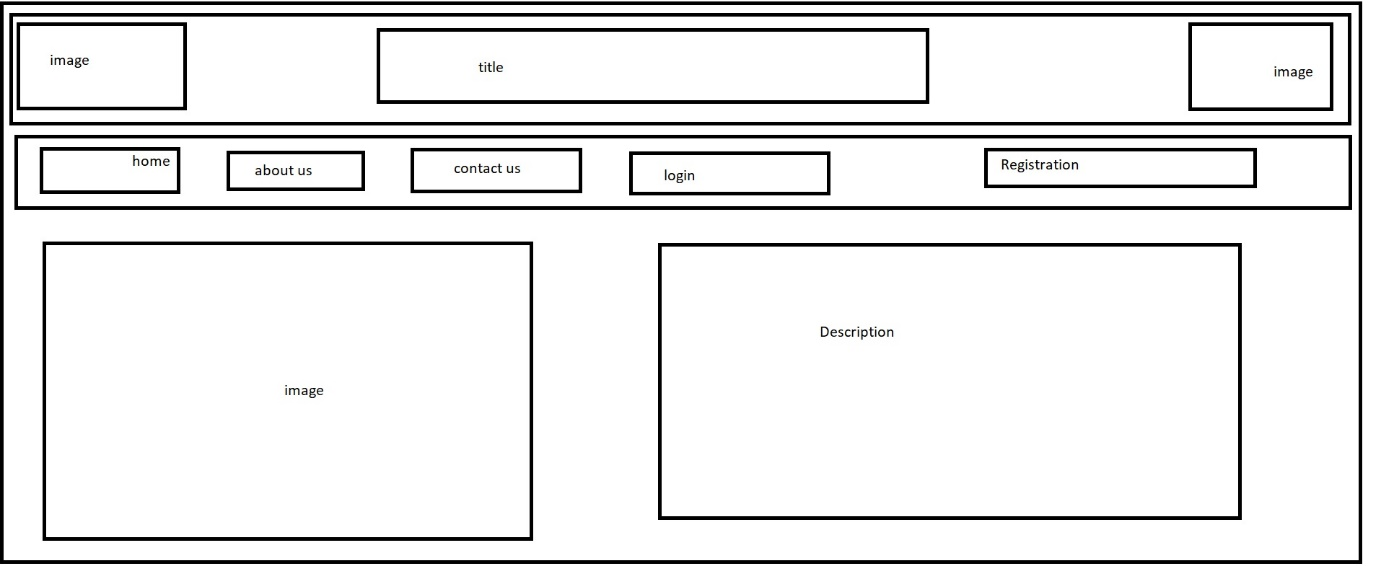 image
title
image
home
about us
contact us
login
Registration
image
Description